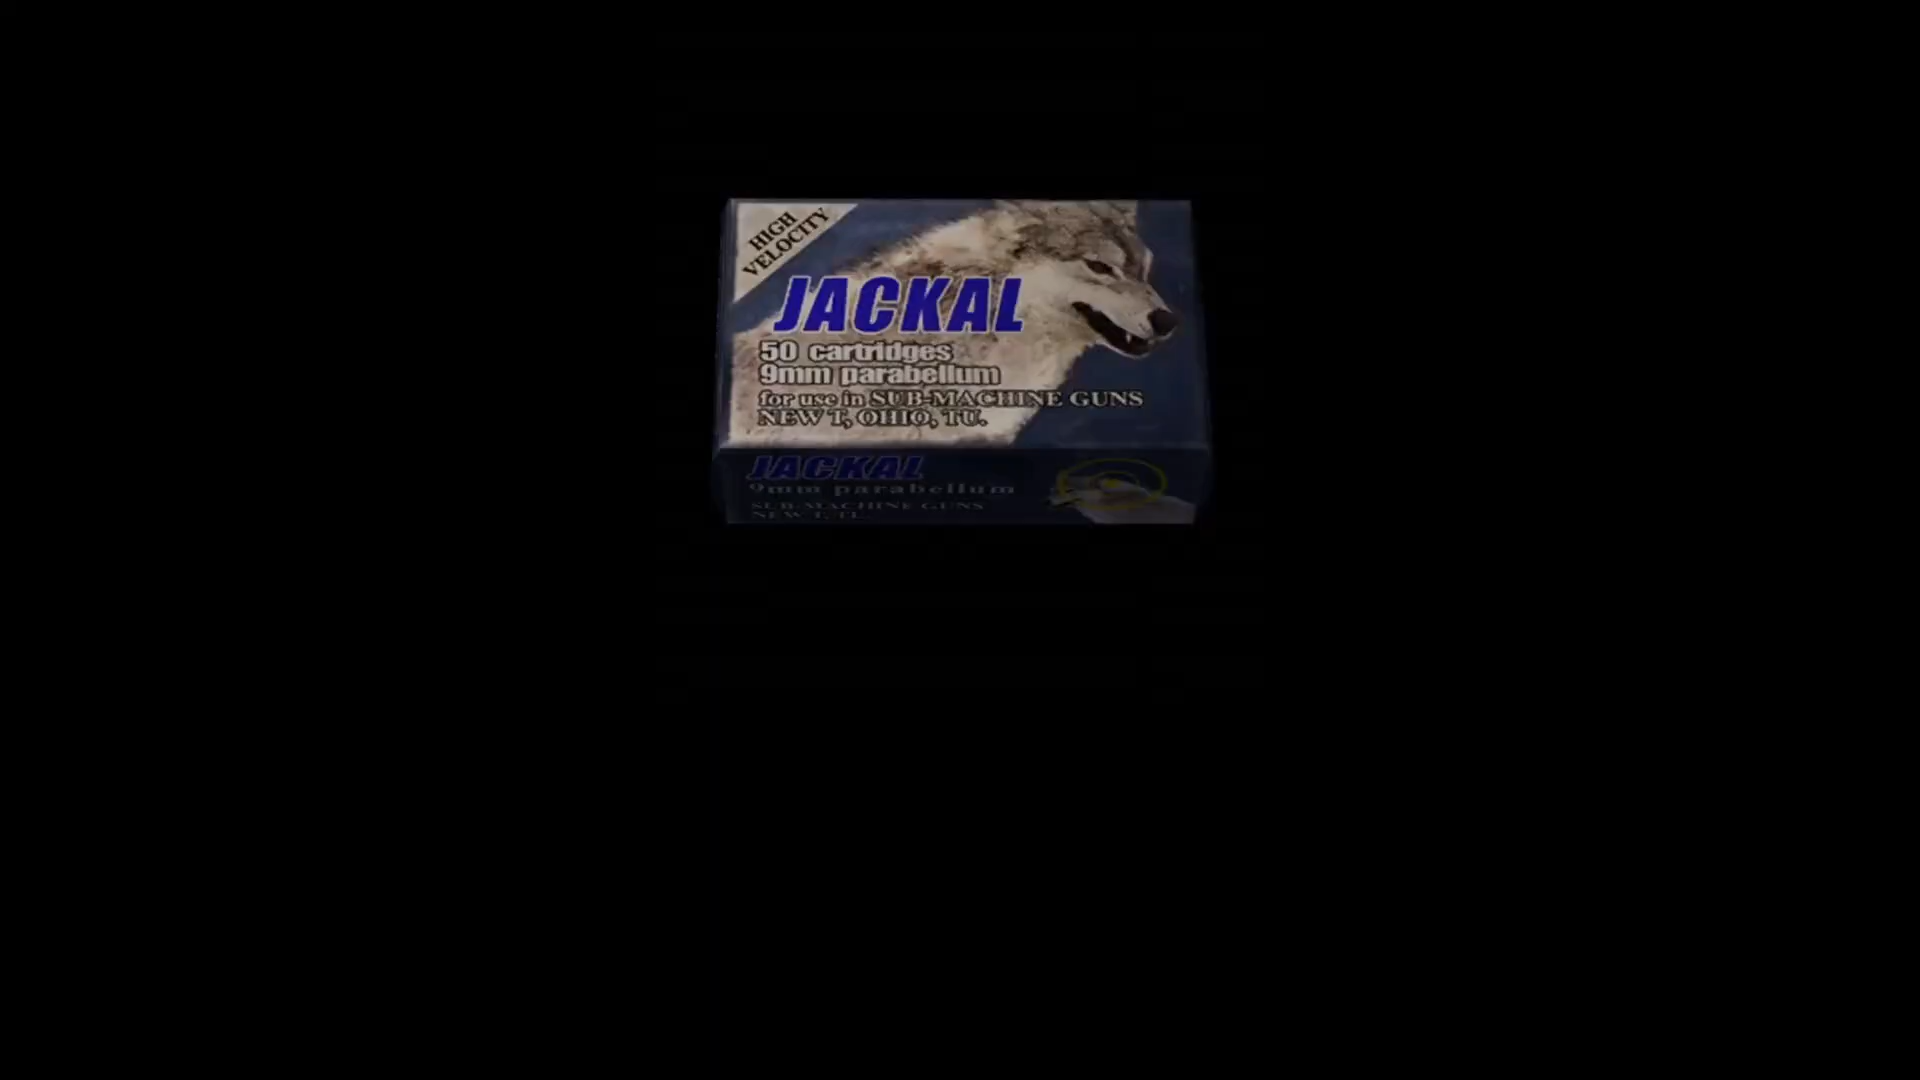 HIGH
VELOCITY
JACKAL
50 cartridges
9mm parabellum
for use in SUB-MACHINE GUNS
NEW T, OHIO, TU.
JACKAL
9mm parabellum
SUB-MACHINE GUNS
NEW T,